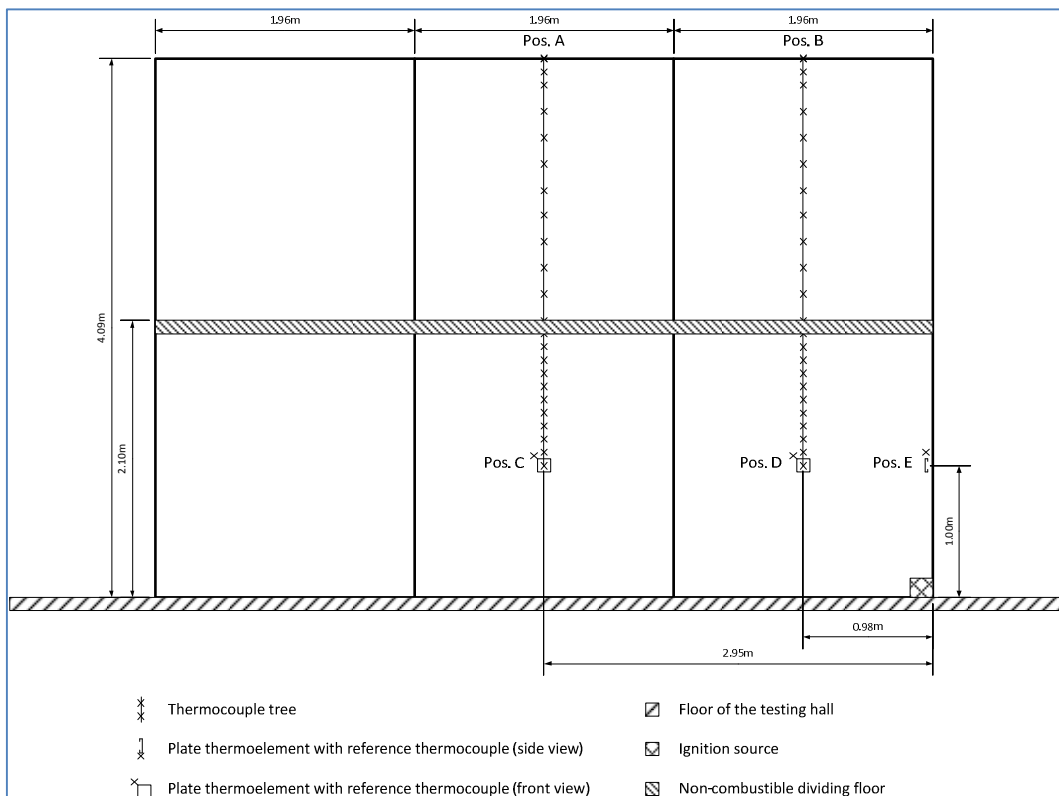 1.96m 1.96m 1.96m
Pos. A Pos. B
4.09m
2.10m
Pos. C Pos. D Pos. E
1.00m
0.98m
2.95m
Thermocouple tree
Floor of the testing hall
Plate thermoelement with reference thermocouple (side view)
Ignition source
Plate thermoelement with reference thermocouple (front view)
Non-combustible dividing floor